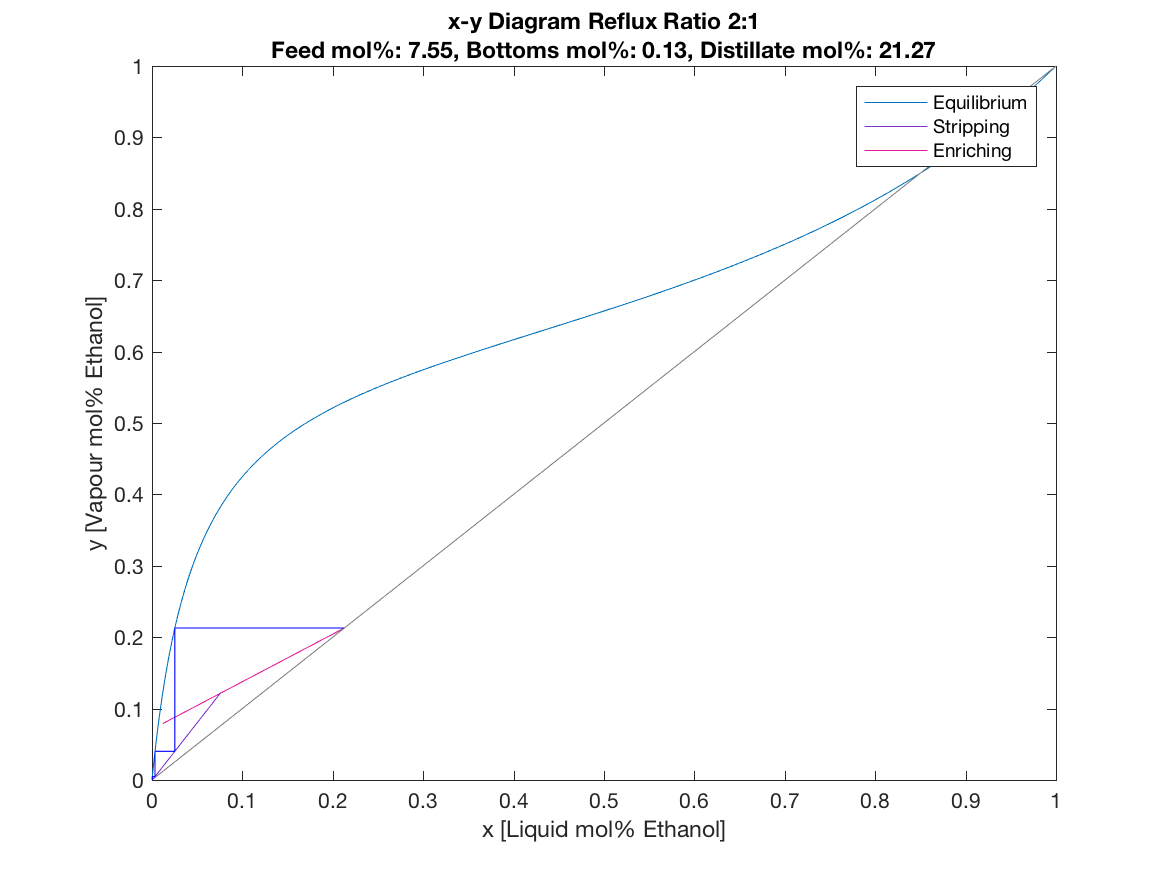 x-y Diagram Reflux Ratio 2:1
Feed mol%: 7.55, Bottoms mol%: 0.13, Distillate mol%: 21.27
Equilibrium
Stripping
Enriching
1
0.9
0.8
0.7
0.6
0.5
0.4
0.3
0.2
0.1
0
y [Vapour mol% Ethanol]
0 0.1 0.2 0.3 0.4 0.5 0.6 0.7 0.8 0.9 1
x [Liquid mol% Ethanol]